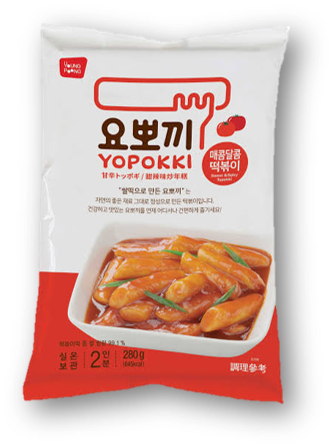 YOUNG
POONG
요뽀끼
YOPOKKI
甘辛トッポギ / 甜辣味炒年糕
매콤달콤
떡볶이
Sweet & Spicy
Topokki
"쌀떡으로 만든 요뽀끼"는
자연의 좋은 재료 그대로 정성으로 만든 떡볶이입니다.
건강하고 맛있는 요뽀끼를 언제 어디서나 간편하게 즐기세요!
실온
보관
2인분
280g
調理參考